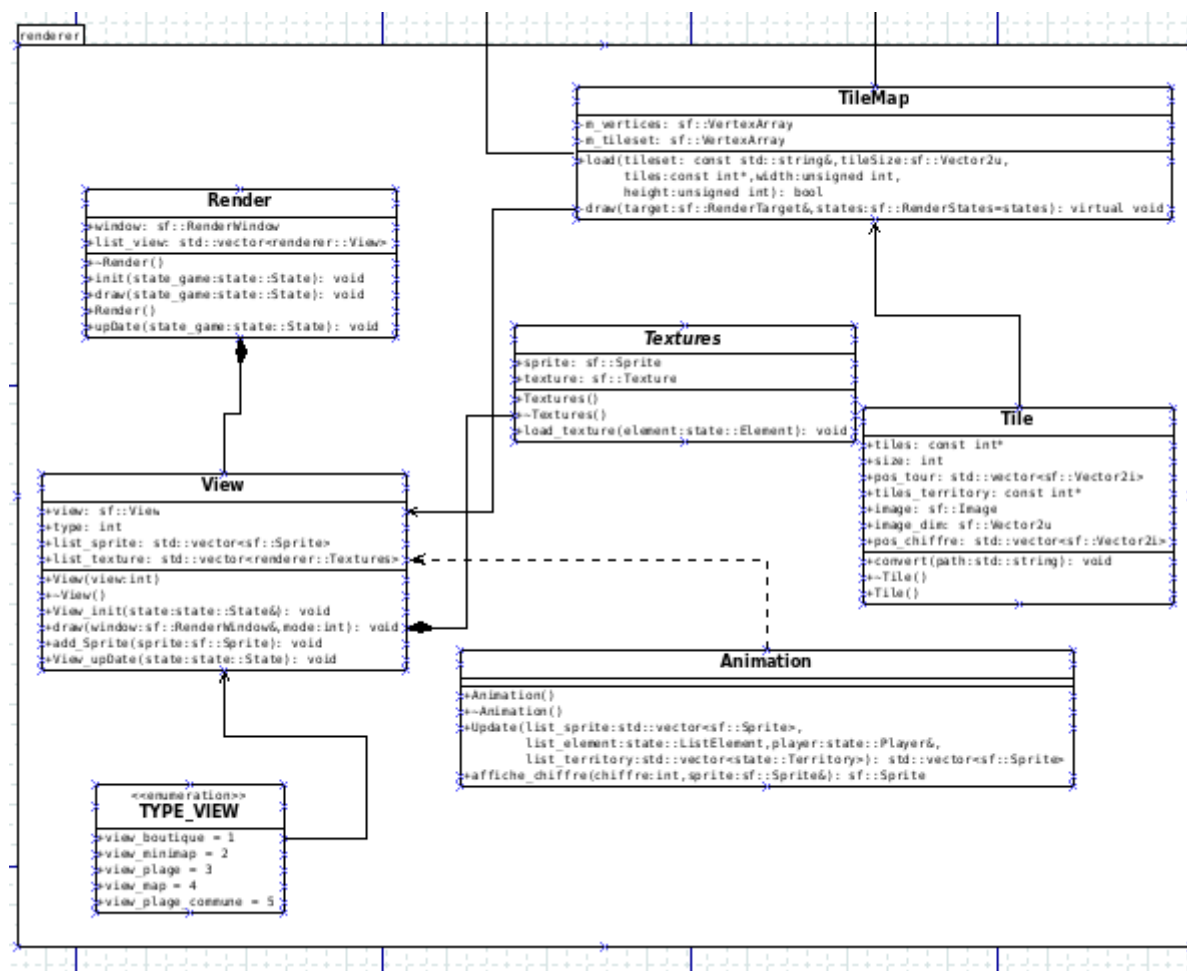 renderer
TileMap
-m_vertices: sf::VertexArray
-m_tileset: sf::VertexArray
+load(tileset: const std::string&,tileSize:sf::Vector2u,
tiles:const int*,width:unsigned int,
height:unsigned int): bool
-draw(target:sf::RenderTarget&,states:sf::RenderStates=states): virtual void
Render
+window: sf::RenderWindow
+list_view: std::vector<renderer::View>
+~Render()
+init(state_game:state::State): void
+draw(state_game:state::State): void
+Render()
+upDate(state_game:state::State): void
Textures
+sprite: sf::Sprite
+texture: sf::Texture
+Textures()
+~Textures()
+load_texture(element:state::Element): void
Tile
+tiles: const int*
+size: int
+pos_tour: std::vector<sf::Vector2i>
+tiles_territory: const int*
+image: sf::Image
+image_dim: sf::Vector2u
+pos_chiffre: std::vector<sf::Vector2i>
+convert(path:std::string): void
+~Tile()
+Tile()
View
+view: sf::View
+type: int
+list_sprite: std::vector<sf::Sprite>
+list_texture: std::vector<renderer::Textures>
+View(view:int)
+~View()
+View_init(state:state::State&): void
+draw(window:sf::RenderWindow&,mode:int): void
+add_Sprite(sprite:sf::Sprite): void
+View_upDate(state:state::State): void
Animation
+Animation()
+~Animation()
+Update(list_sprite:std::vector<sf::Sprite>,
list_element:state::ListElement,player:state::Player&,
list_territory:std::vector<state::Territory>): std::vector<sf::Sprite>
+affiche_chiffre(chiffre:int,sprite:sf::Sprite&): sf::Sprite
<<enumeration>>
TYPE_VIEW
+view_boutique = 1
+view_minimap = 2
+view_plage = 3
+view_map = 4
+view_plage_commune = 5